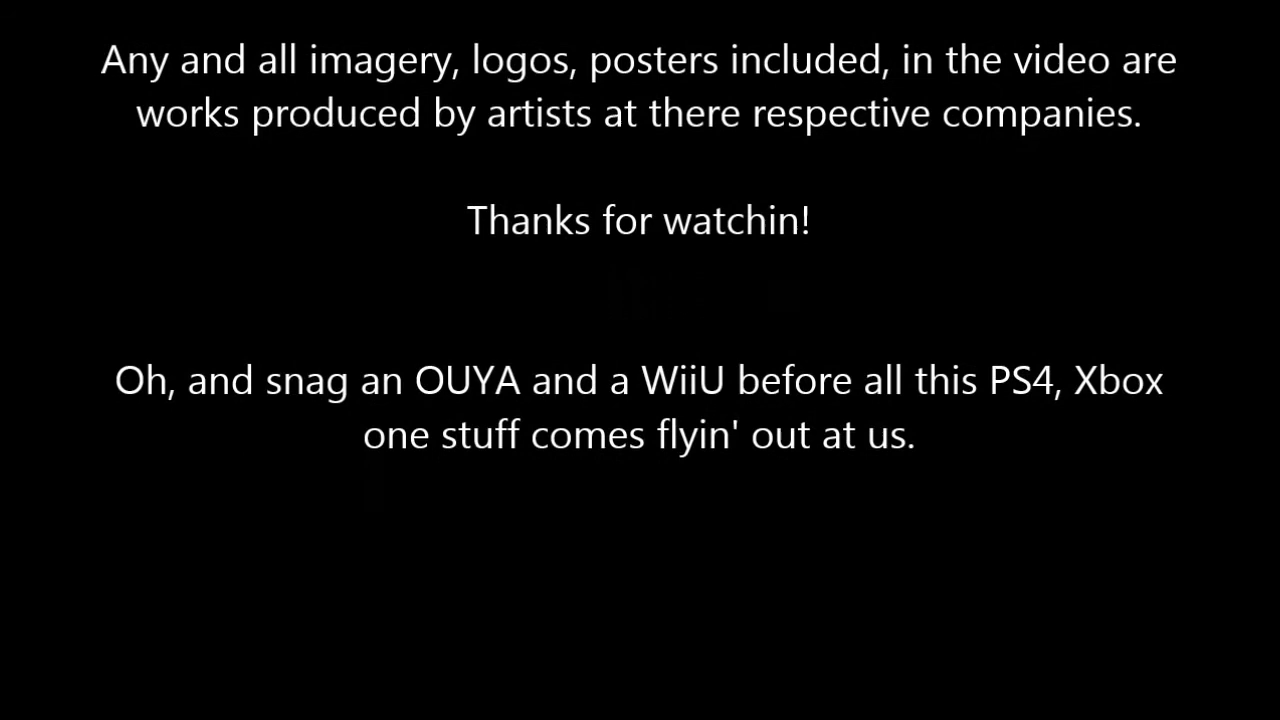 Any and all imagery, logos, posters included, in the video are
works produced by artists at there respective companies.
Thanks for watchin!
Oh, and snag an OUYA and a WiiU before all this PS4, Xbox
one stuff comes flyin' out at us.